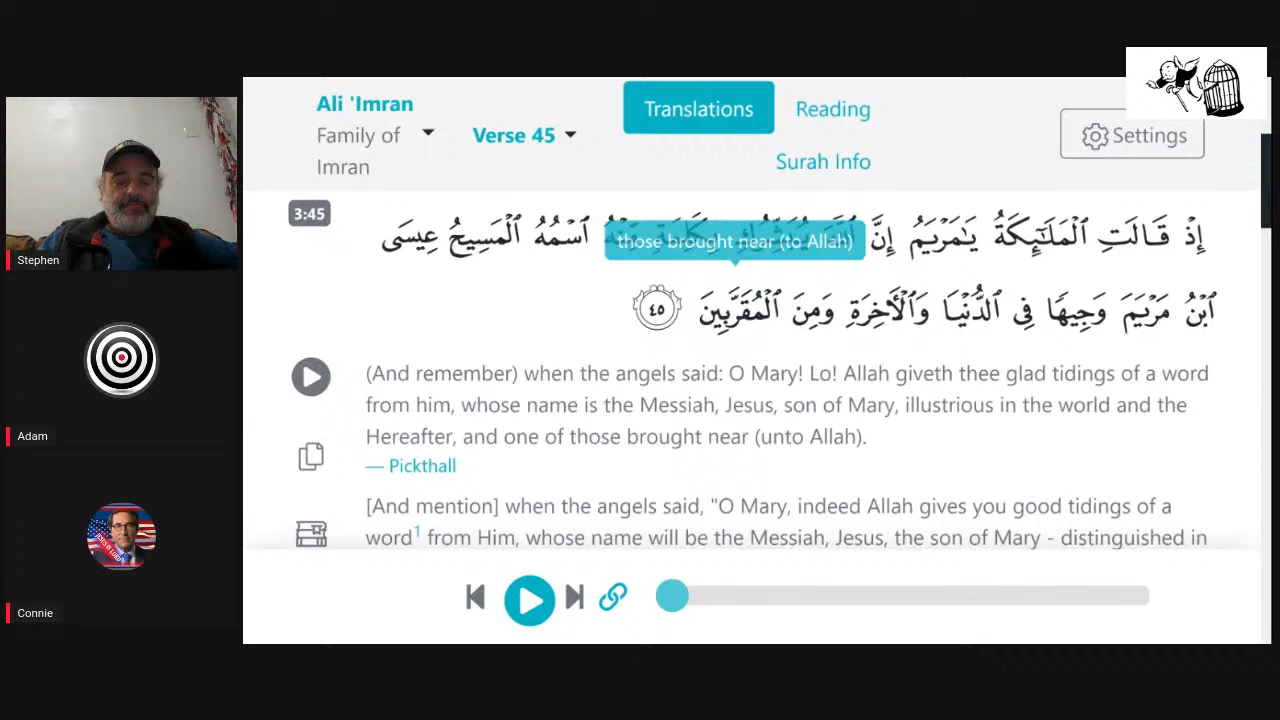 Ali 'Imran
Family of
Imran
Verse 45
Translations
Reading
Surah Info
Settings
3:45
إِذْ قَالَتِ ٱلْمَلَـٰٓئِكَةُ يَـٰمَرْيَمُ إِنَّ ٱسْمُهُ ٱلْمَسِيحُ عِيسَى
those brought near (to Allah)
ٱبْنُ مَرْيَمَ وَجِيهًا فِى ٱلدُّنْيَا وَٱلْـَٔاخِرَةِ وَمِنَ ٱلْمُقَرَّبِينَ ٤٥
(And remember) when the angels said: O Mary! Lo! Allah giveth thee glad tidings of a word
from him, whose name is the Messiah, Jesus, son of Mary, illustrious in the world and the
Hereafter, and one of those brought near (unto Allah).
— Pickthall
[And mention] when the angels said, "O Mary, indeed Allah gives you good tidings of a
word1 from Him, whose name will be the Messiah, Jesus, the son of Mary - distinguished in
Stephen
Adam
Connie